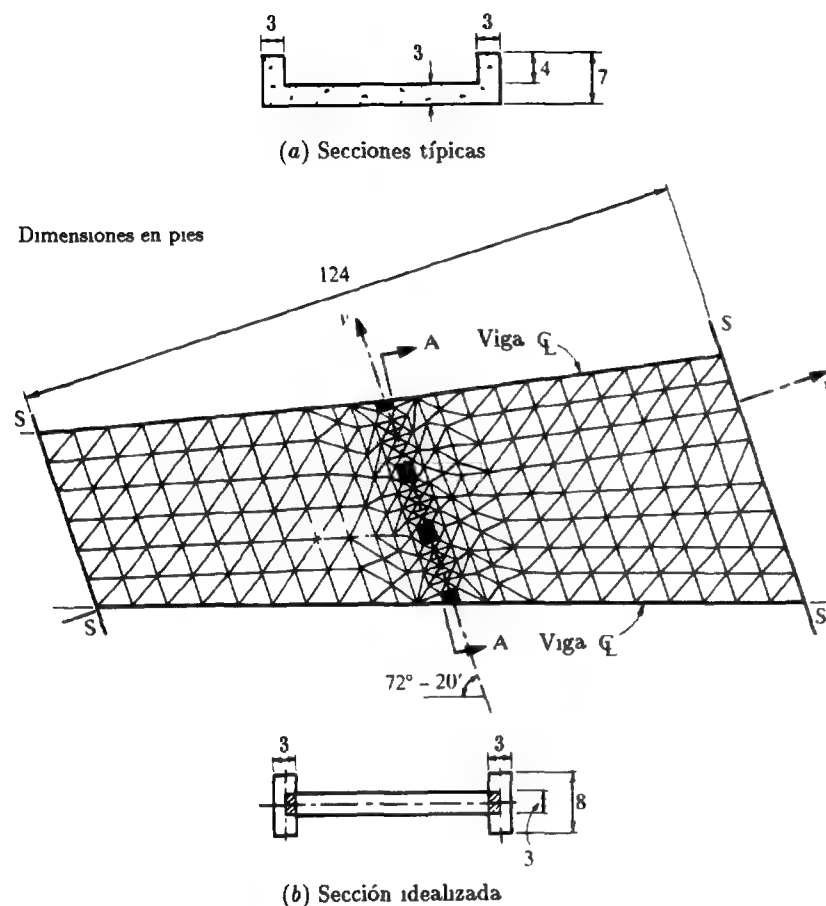 3
3
3
4
7
(a) Secciones típicas
Dimensiones en pies
124
y
A
Viga ℄
S
S
S
S
A
Viga ℄
72° – 20′
3
3
8
3
(b) Sección idealizada